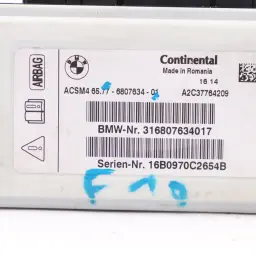 BMW
Continental
Made in Romania
16 14
AIRBAG
ACSM4 65.77 - 6807634 - 01 A2C37764209
BMW-Nr. 316807634017
Serien-Nr. 16B0970C2654B
F10